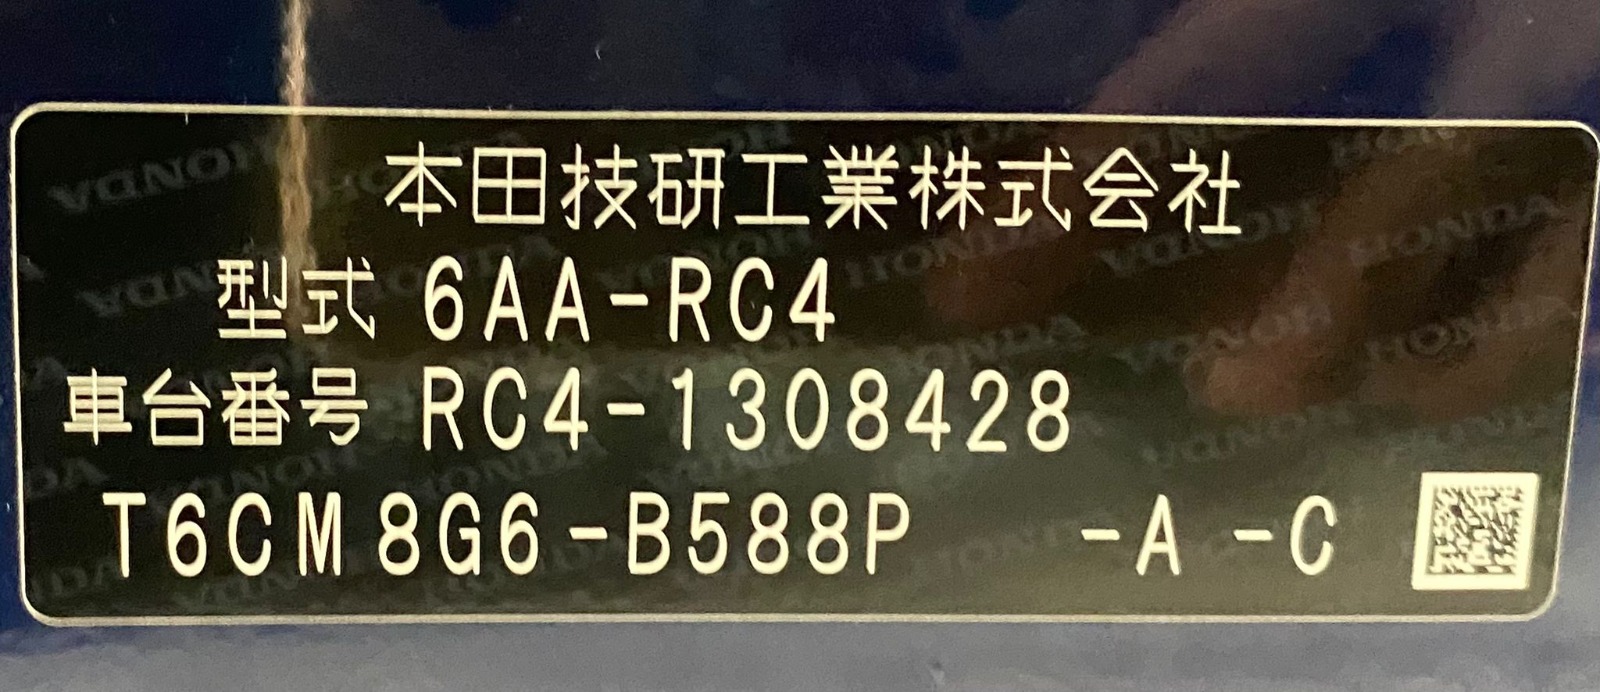 本田技研工業株式会社
型式 6AA-RC4
車台番号 RC4-1308428
T6CM8G6-B588P -A -C